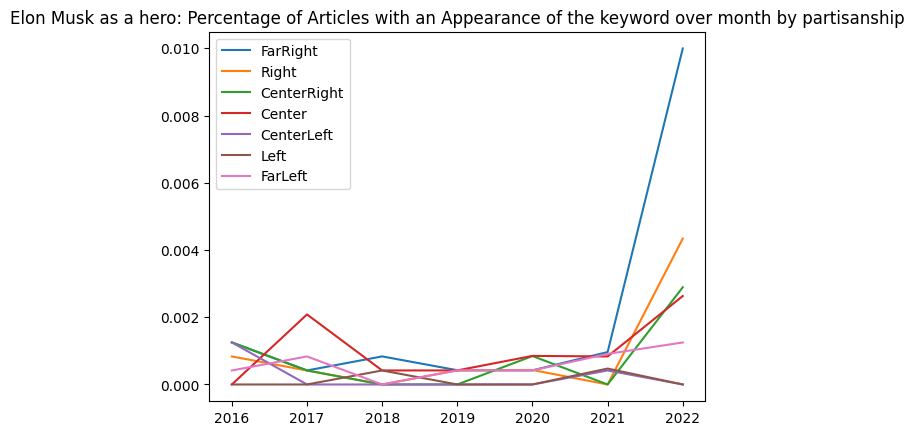 Elon Musk as a hero: Percentage of Articles with an Appearance of the keyword over month by partisanship
0.010
0.008
0.006
0.004
0.002
0.000
FarRight
Right
CenterRight
Center
CenterLeft
Left
FarLeft
2016 2017 2018 2019 2020 2021 2022